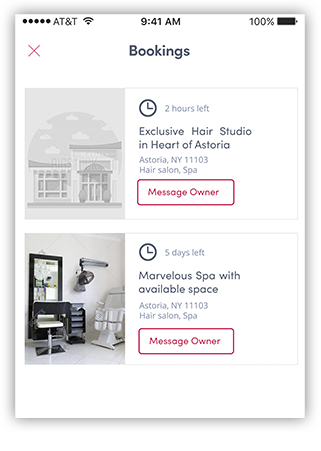 AT&T 9:41 AM 100%
Bookings
2 hours left
Exclusive Hair Studio
in Heart of Astoria
Astoria, NY 11103
Hair salon, Spa
Message Owner
5 days left
Marvelous Spa with
available space
Astoria, NY 11103
Hair salon, Spa
Message Owner